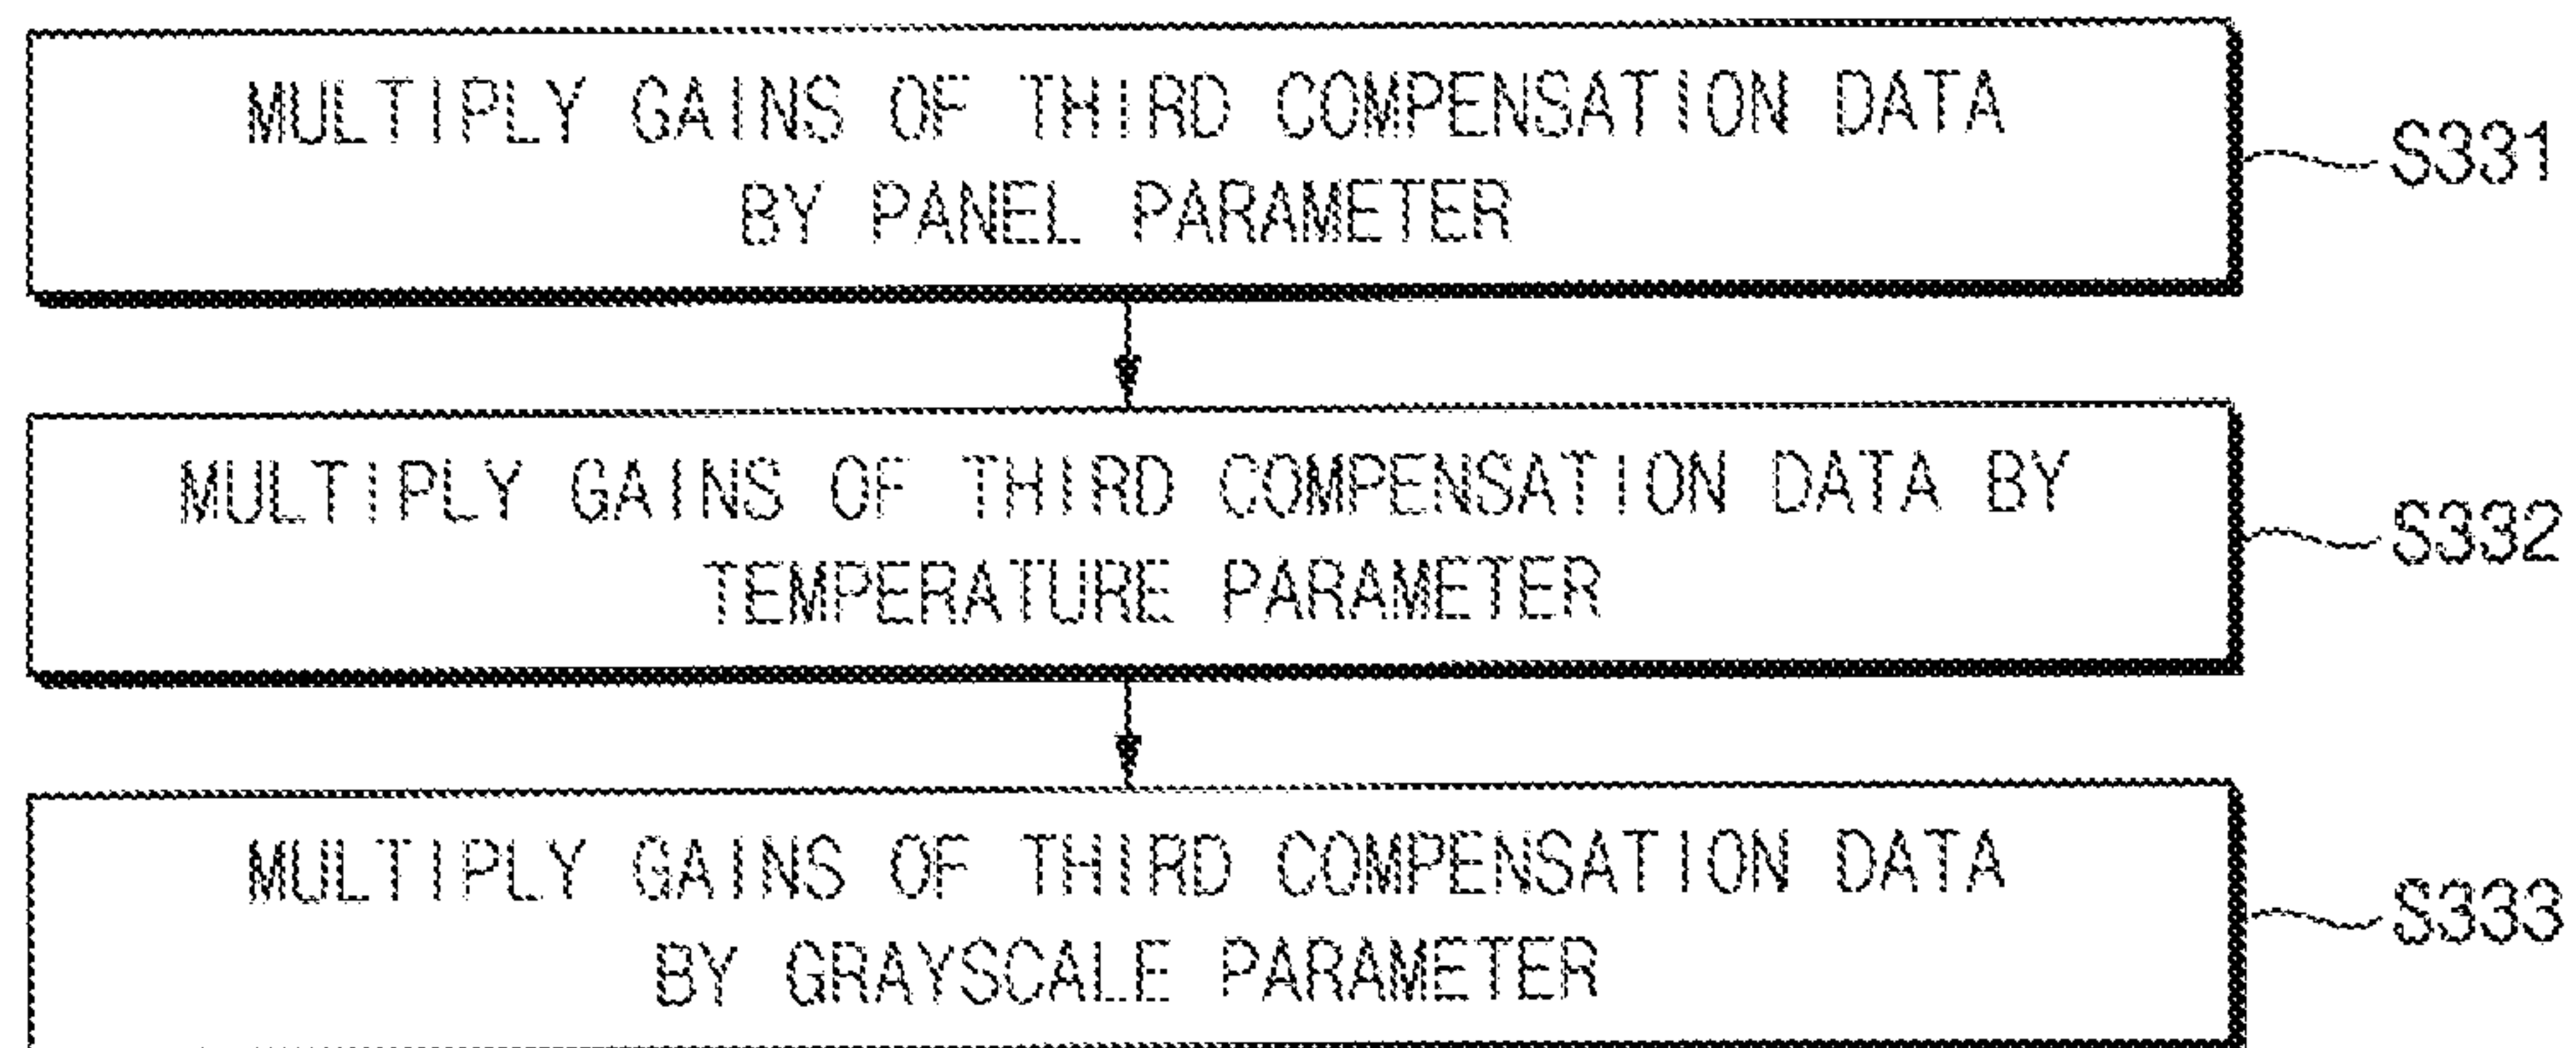 MULTIPLY GAINS OF THIRD COMPENSATION DATA
BY PANEL PARAMETER
S331
MULTIPLY GAINS OF THIRD COMPENSATION DATA BY
TEMPERATURE PARAMETER
S332
MULTIPLY GAINS OF THIRD COMPENSATION DATA
BY GRAYSCALE PARAMETER
S333